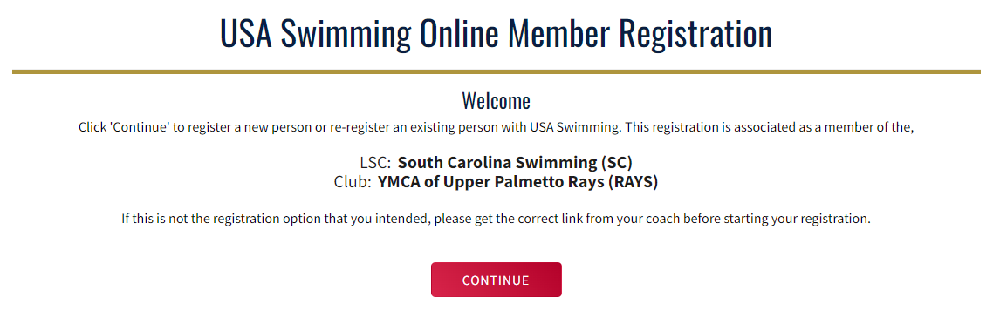 USA Swimming Online Member Registration
Welcome
Click 'Continue' to register a new person or re-register an existing person with USA Swimming. This registration is associated as a member of the,
LSC: South Carolina Swimming (SC)
Club: YMCA of Upper Palmetto Rays (RAYS)
If this is not the registration option that you intended, please get the correct link from your coach before starting your registration.
CONTINUE